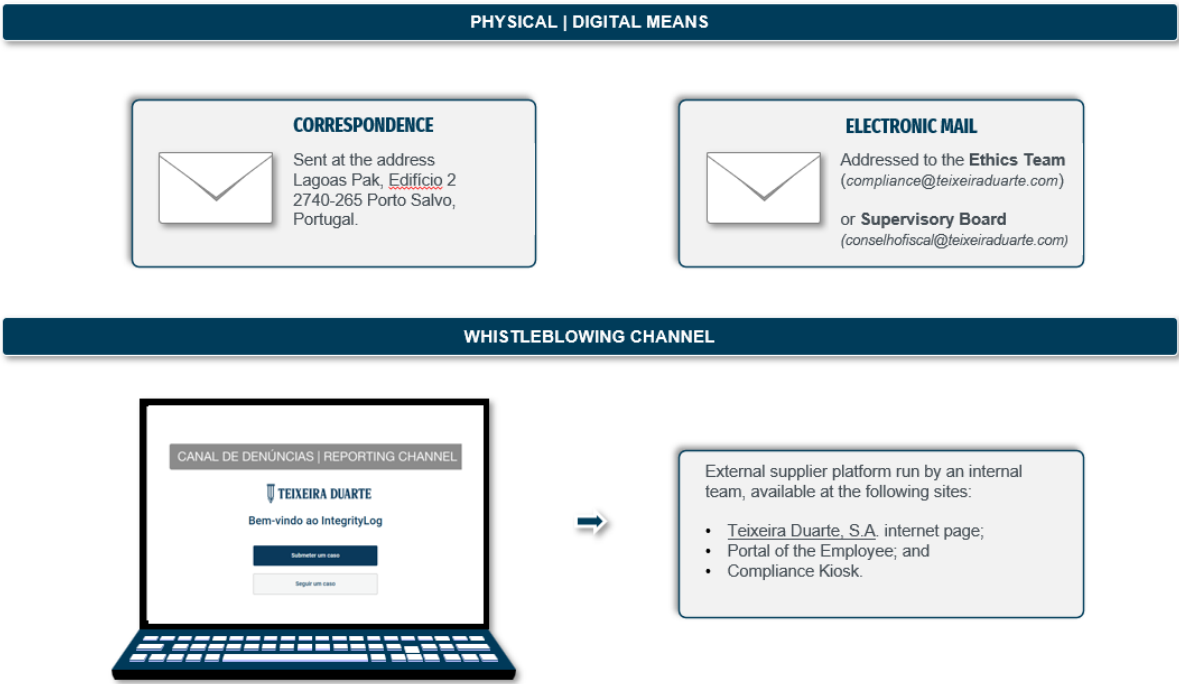 PHYSICAL | DIGITAL MEANS
CORRESPONDENCE
Sent at the address
Lagoas Pak, Edifício 2
2740-265 Porto Salvo,
Portugal.
ELECTRONIC MAIL
Addressed to the Ethics Team
(compliance@teixeiraduarte.com)
or Supervisory Board
(conselhofiscal@teixeiraduarte.com)
WHISTLEBLOWING CHANNEL
CANAL DE DENÚNCIAS | REPORTING CHANNEL
TEIXEIRA DUARTE
Bem-vindo ao IntegrityLog
Submeter um caso
Seguir um caso
External supplier platform run by an internal
team, available at the following sites:
• Teixeira Duarte, S.A. internet page;
• Portal of the Employee; and
• Compliance Kiosk.